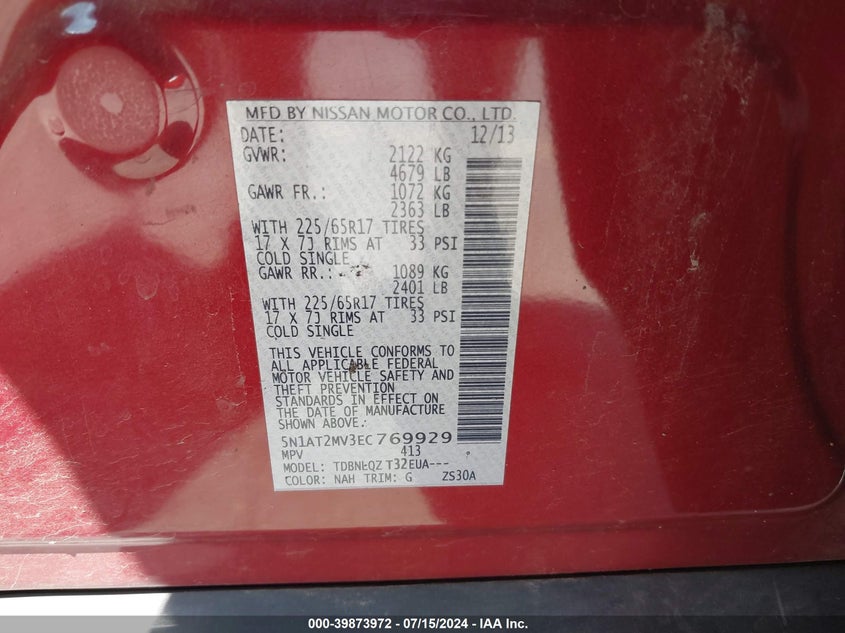 MFD BY NISSAN MOTOR CO., LTD.
DATE: 12/13
GVWR: 2122 KG
4679 LB
GAWR FR.: 1072 KG
2363 LB
WITH 225/65R17 TIRES
17 X 7J RIMS AT 33 PSI
COLD SINGLE
GAWR RR.: 1089 KG
2401 LB
WITH 225/65R17 TIRES
17 X 7J RIMS AT 33 PSI
COLD SINGLE
THIS VEHICLE CONFORMS TO
ALL APPLICABLE FEDERAL
MOTOR VEHICLE SAFETY AND
THEFT PREVENTION
STANDARDS IN EFFECT ON
THE DATE OF MANUFACTURE
SHOWN ABOVE.
5N1AT2MV3EC769929
MPV 413
MODEL: TDBNLQZ T32EUA---
COLOR: NAH TRIM: G ZS30A
000-39873972 - 07/15/2024 - IAA Inc.